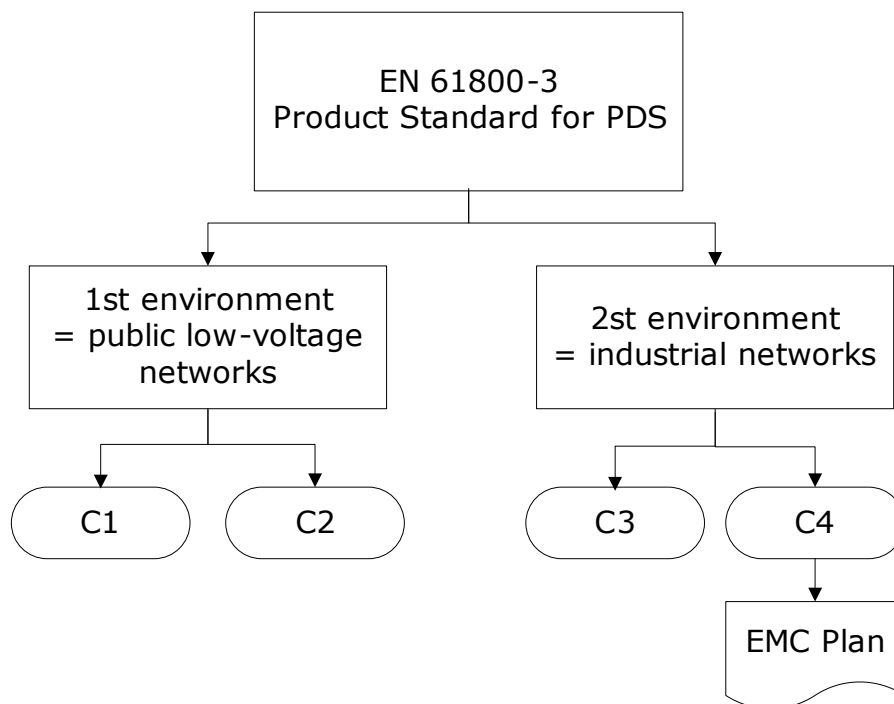 EN 61800-3
Product Standard for PDS
1st environment
= public low-voltage
networks
2st environment
= industrial networks
C1
C2
C3
C4
EMC Plan